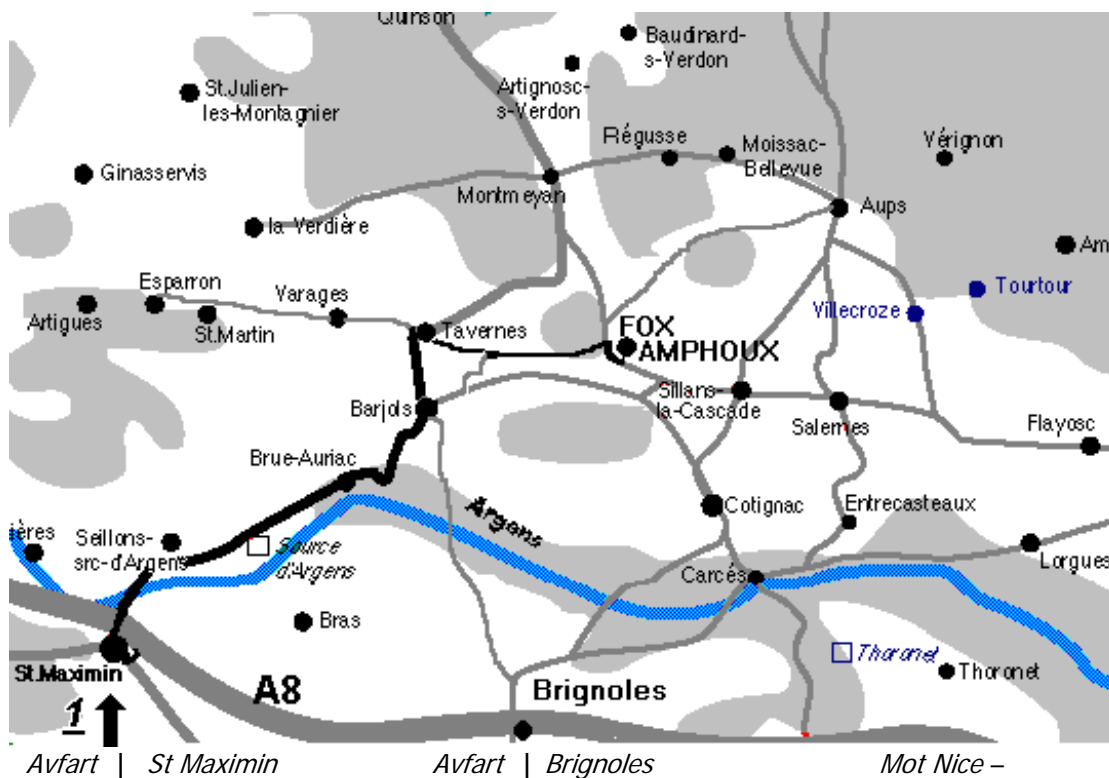 Quinson
Baudinard-
s-Verdon
Artignosc-
s-Verdon
St.Julien-
les-Montagnier
Régusse
Moissac-
Bellevue
Vérignon
Ginasservis
Montmeyan
Aups
la Verdière
Am
Esparron
Varages
Tourtour
Artigues
St.Martin
Villecroze
Tavernes
FOX
AMPHOUX
Barjols
Sillans-
la-Cascade
Salernes
Flayosc
Brue-Auriac
Argens
Cotignac
Entrecasteaux
ières
Seillons-
src-d'Argens
Source
d'Argens
Lorgues
Carcés
Bras
Thoronet
Thoronet
St.Maximin
A8
Brignoles
1
Avfart | St Maximin
Avfart | Brignoles
Mot Nice –